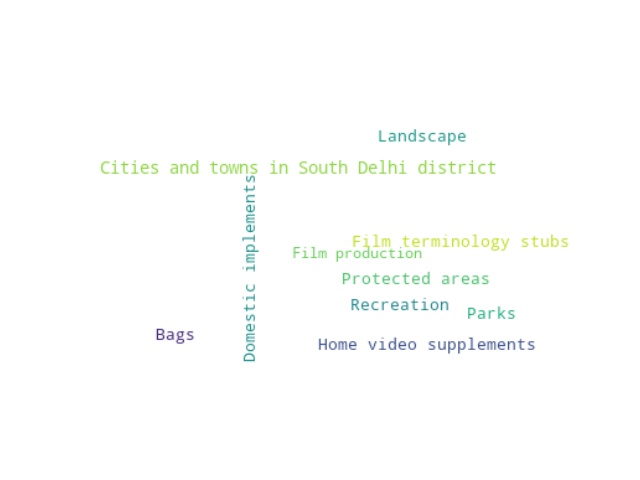 Landscape
Cities and towns in South Delhi district
Domestic implements
Film terminology stubs
Film production
Protected areas
Recreation
Parks
Bags
Home video supplements